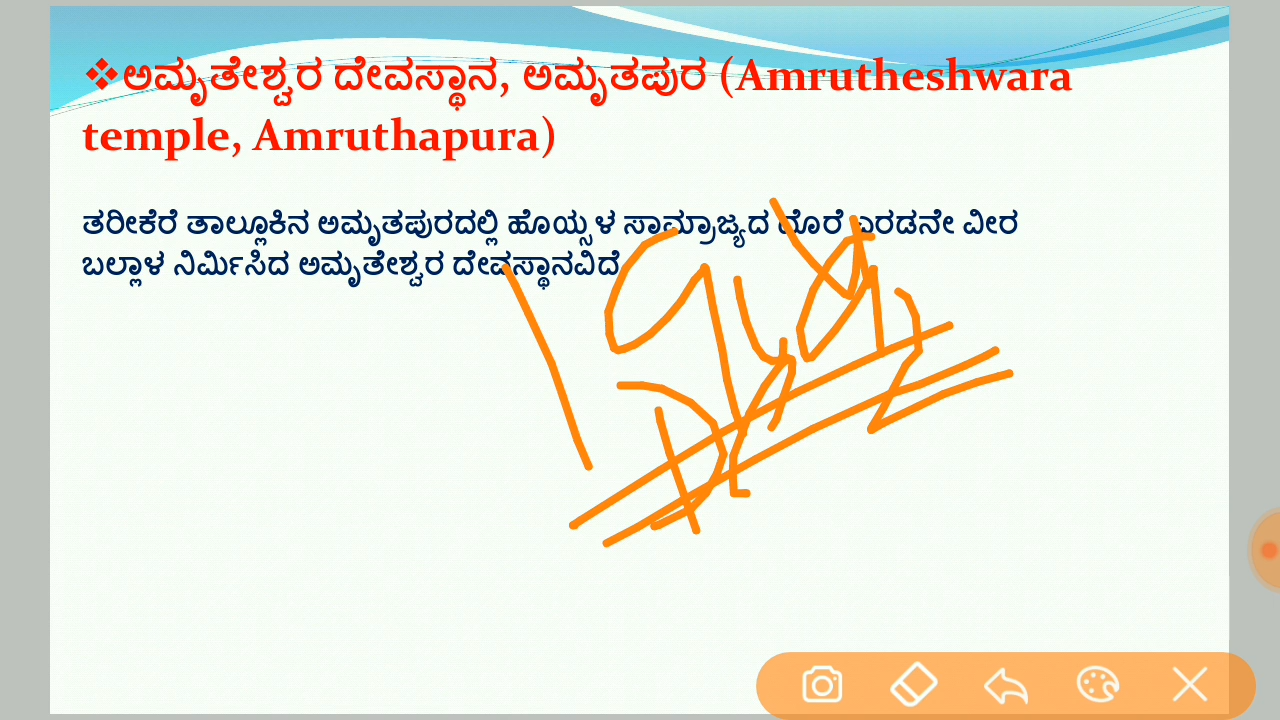 ❖ಅಮೃತೇಶ್ವರ ದೇವಸ್ಥಾನ, ಅಮೃತಪುರ (Amrutheshwara
temple, Amruthapura)
ತರೀಕೆರೆ ತಾಲ್ಲೂಕಿನ ಅಮೃತಪುರದಲ್ಲಿ ಹೊಯ್ಸಳ ಸಾಮ್ರಾಜ್ಯದ ದೊರೆ ಎರಡನೇ ವೀರ
ಬಲ್ಲಾಳ ನಿರ್ಮಿಸಿದ ಅಮೃತೇಶ್ವರ ದೇವಸ್ಥಾನವಿದೆ